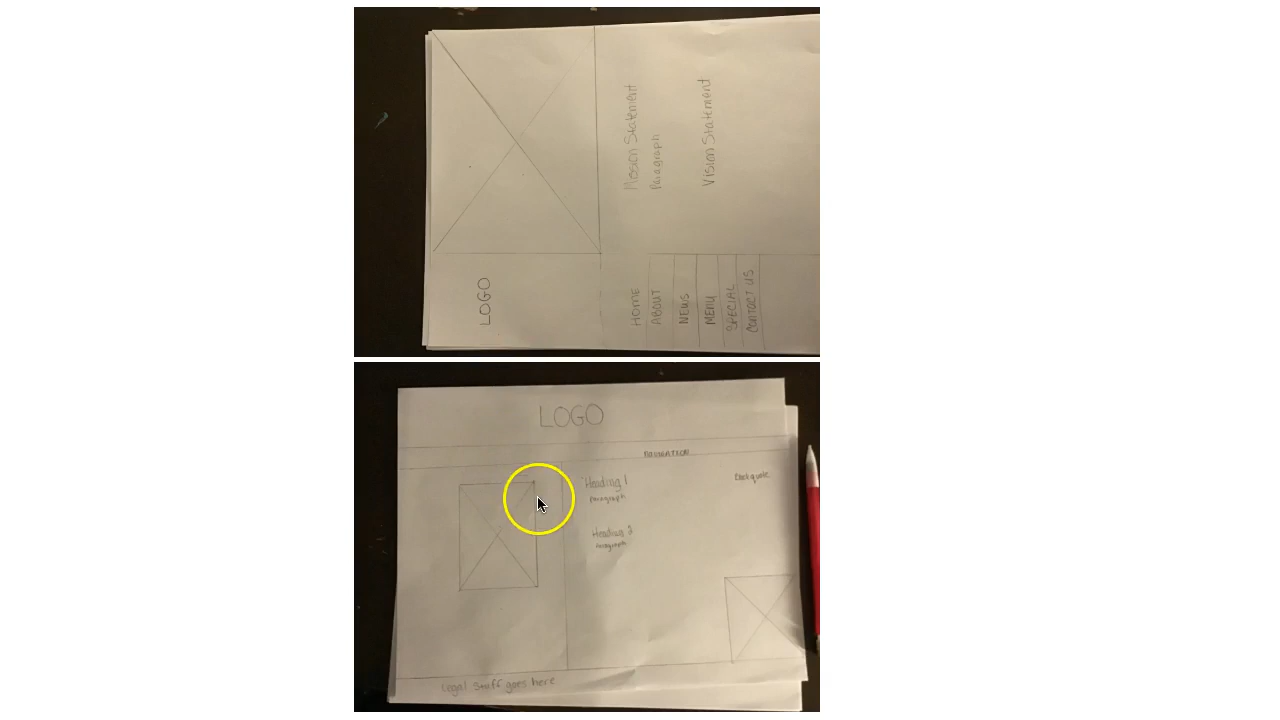 LOGO
HOME
ABOUT
NEWS
MENU
SPECIAL
CONTACT US
Mission Statement
Paragraph
Vision Statement
LOGO
NAVIGATION
Heading 1
Paragraph
Heading 2
Paragraph
Blockquote
Legal Stuff goes here